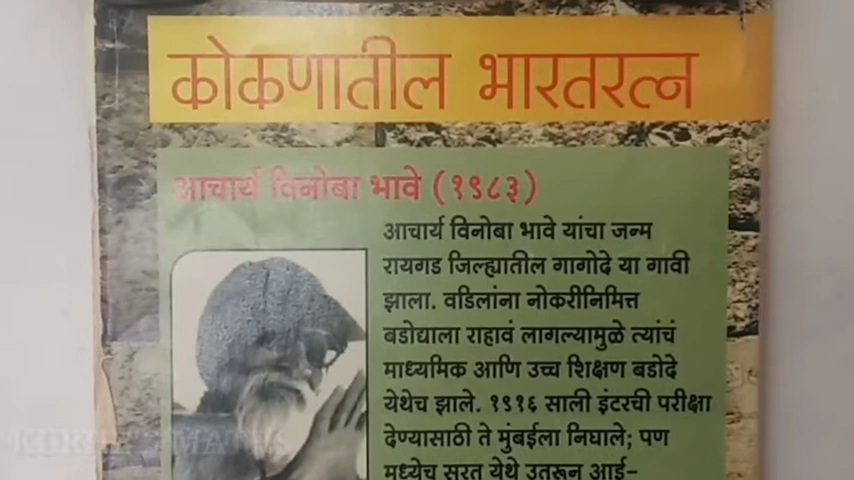 कोकणातील भारतरत्न
आचार्य विनोबा भावे (१९८३)
आचार्य विनोबा भावे यांचा जन्म
रायगड जिल्ह्यातील गागोदे या गावी
झाला. वडिलांना नोकरीनिमित्त
बडोद्याला राहावं लागल्यामुळे त्यांचं
माध्यमिक आणि उच्च शिक्षण बडोदे
येथेच झाले. १९१६ साली इंटरची परीक्षा
देण्यासाठी ते मुंबईला निघाले; पण
मध्येच सुरत येथे उतरून आई-